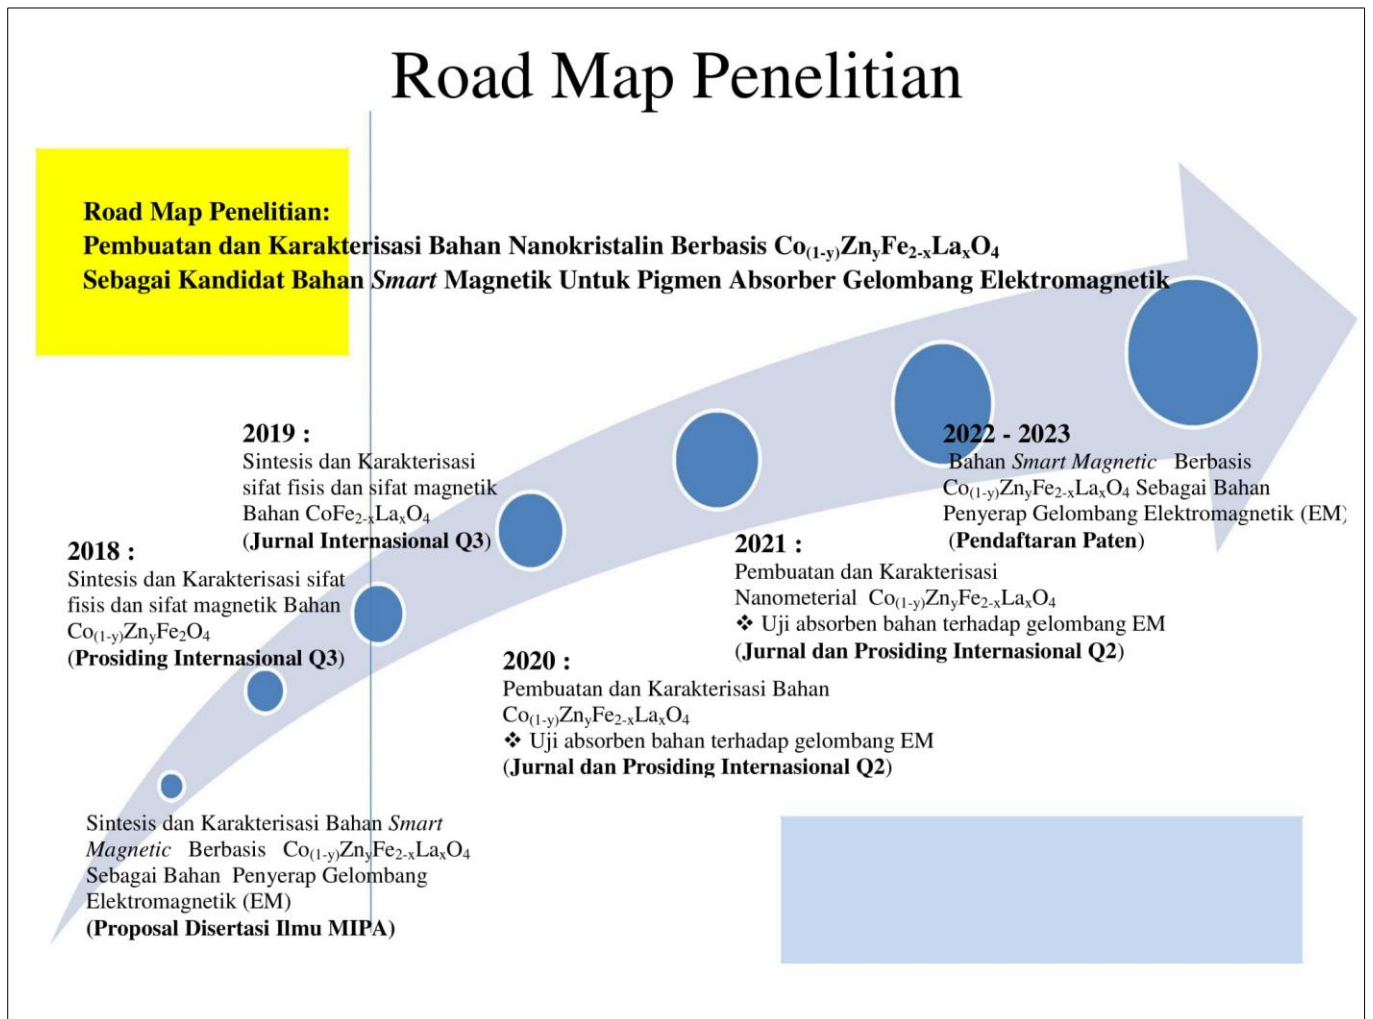 Road Map Penelitian
Road Map Penelitian:
Pembuatan dan Karakterisasi Bahan Nanokristalin Berbasis Co₍₁₋y₎ZnyFe₂₋ₓLaₓO₄
Sebagai Kandidat Bahan Smart Magnetik Untuk Pigmen Absorber Gelombang Elektromagnetik
2019 :
Sintesis dan Karakterisasi
sifat fisis dan sifat magnetik
Bahan CoFe₂₋ₓLaₓO₄
(Jurnal Internasional Q3)
2018 :
Sintesis dan Karakterisasi sifat
fisis dan sifat magnetik Bahan
Co₍₁₋y₎ZnyFe₂O₄
(Prosiding Internasional Q3)
Sintesis dan Karakterisasi Bahan Smart
Magnetic Berbasis Co₍₁₋y₎ZnyFe₂₋ₓLaₓO₄
Sebagai Bahan Penyerap Gelombang
Elektromagnetik (EM)
(Proposal Disertasi Ilmu MIPA)
2020 :
Pembuatan dan Karakterisasi Bahan
Co₍₁₋y₎ZnyFe₂₋ₓLaₓO₄
❖ Uji absorben bahan terhadap gelombang EM
(Jurnal dan Prosiding Internasional Q2)
2021 :
Pembuatan dan Karakterisasi
Nanometerial Co₍₁₋y₎ZnyFe₂₋ₓLaₓO₄
❖ Uji absorben bahan terhadap gelombang EM
(Jurnal dan Prosiding Internasional Q2)
2022 - 2023
Bahan Smart Magnetic Berbasis
Co₍₁₋y₎ZnyFe₂₋ₓLaₓO₄ Sebagai Bahan
Penyerap Gelombang Elektromagnetik (EM)
(Pendaftaran Paten)